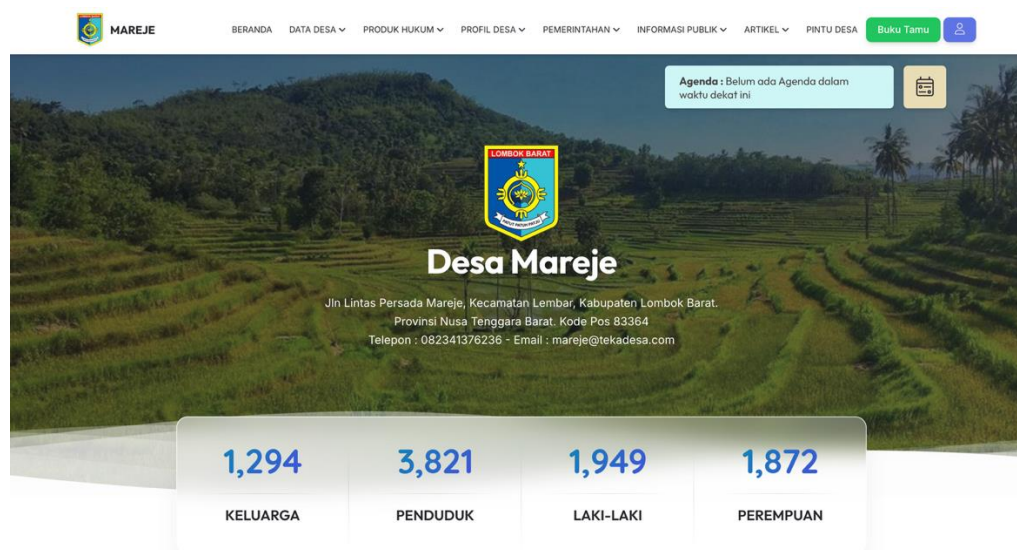 MAREJE
BERANDA DATA DESA PRODUK HUKUM PROFIL DESA PEMERINTAHAN INFORMASI PUBLIK ARTIKEL PINTU DESA Buku Tamu
Agenda : Belum ada Agenda dalam
waktu dekat ini
LOMBOK BARAT
PATUT PATUH PATJU
Desa Mareje
Jln Lintas Persada Mareje, Kecamatan Lembar, Kabupaten Lombok Barat.
Provinsi Nusa Tenggara Barat. Kode Pos 83364
Telepon : 082341376236 - Email : mareje@tekadesa.com
1,294 3,821 1,949 1,872
KELUARGA PENDUDUK LAKI-LAKI PEREMPUAN